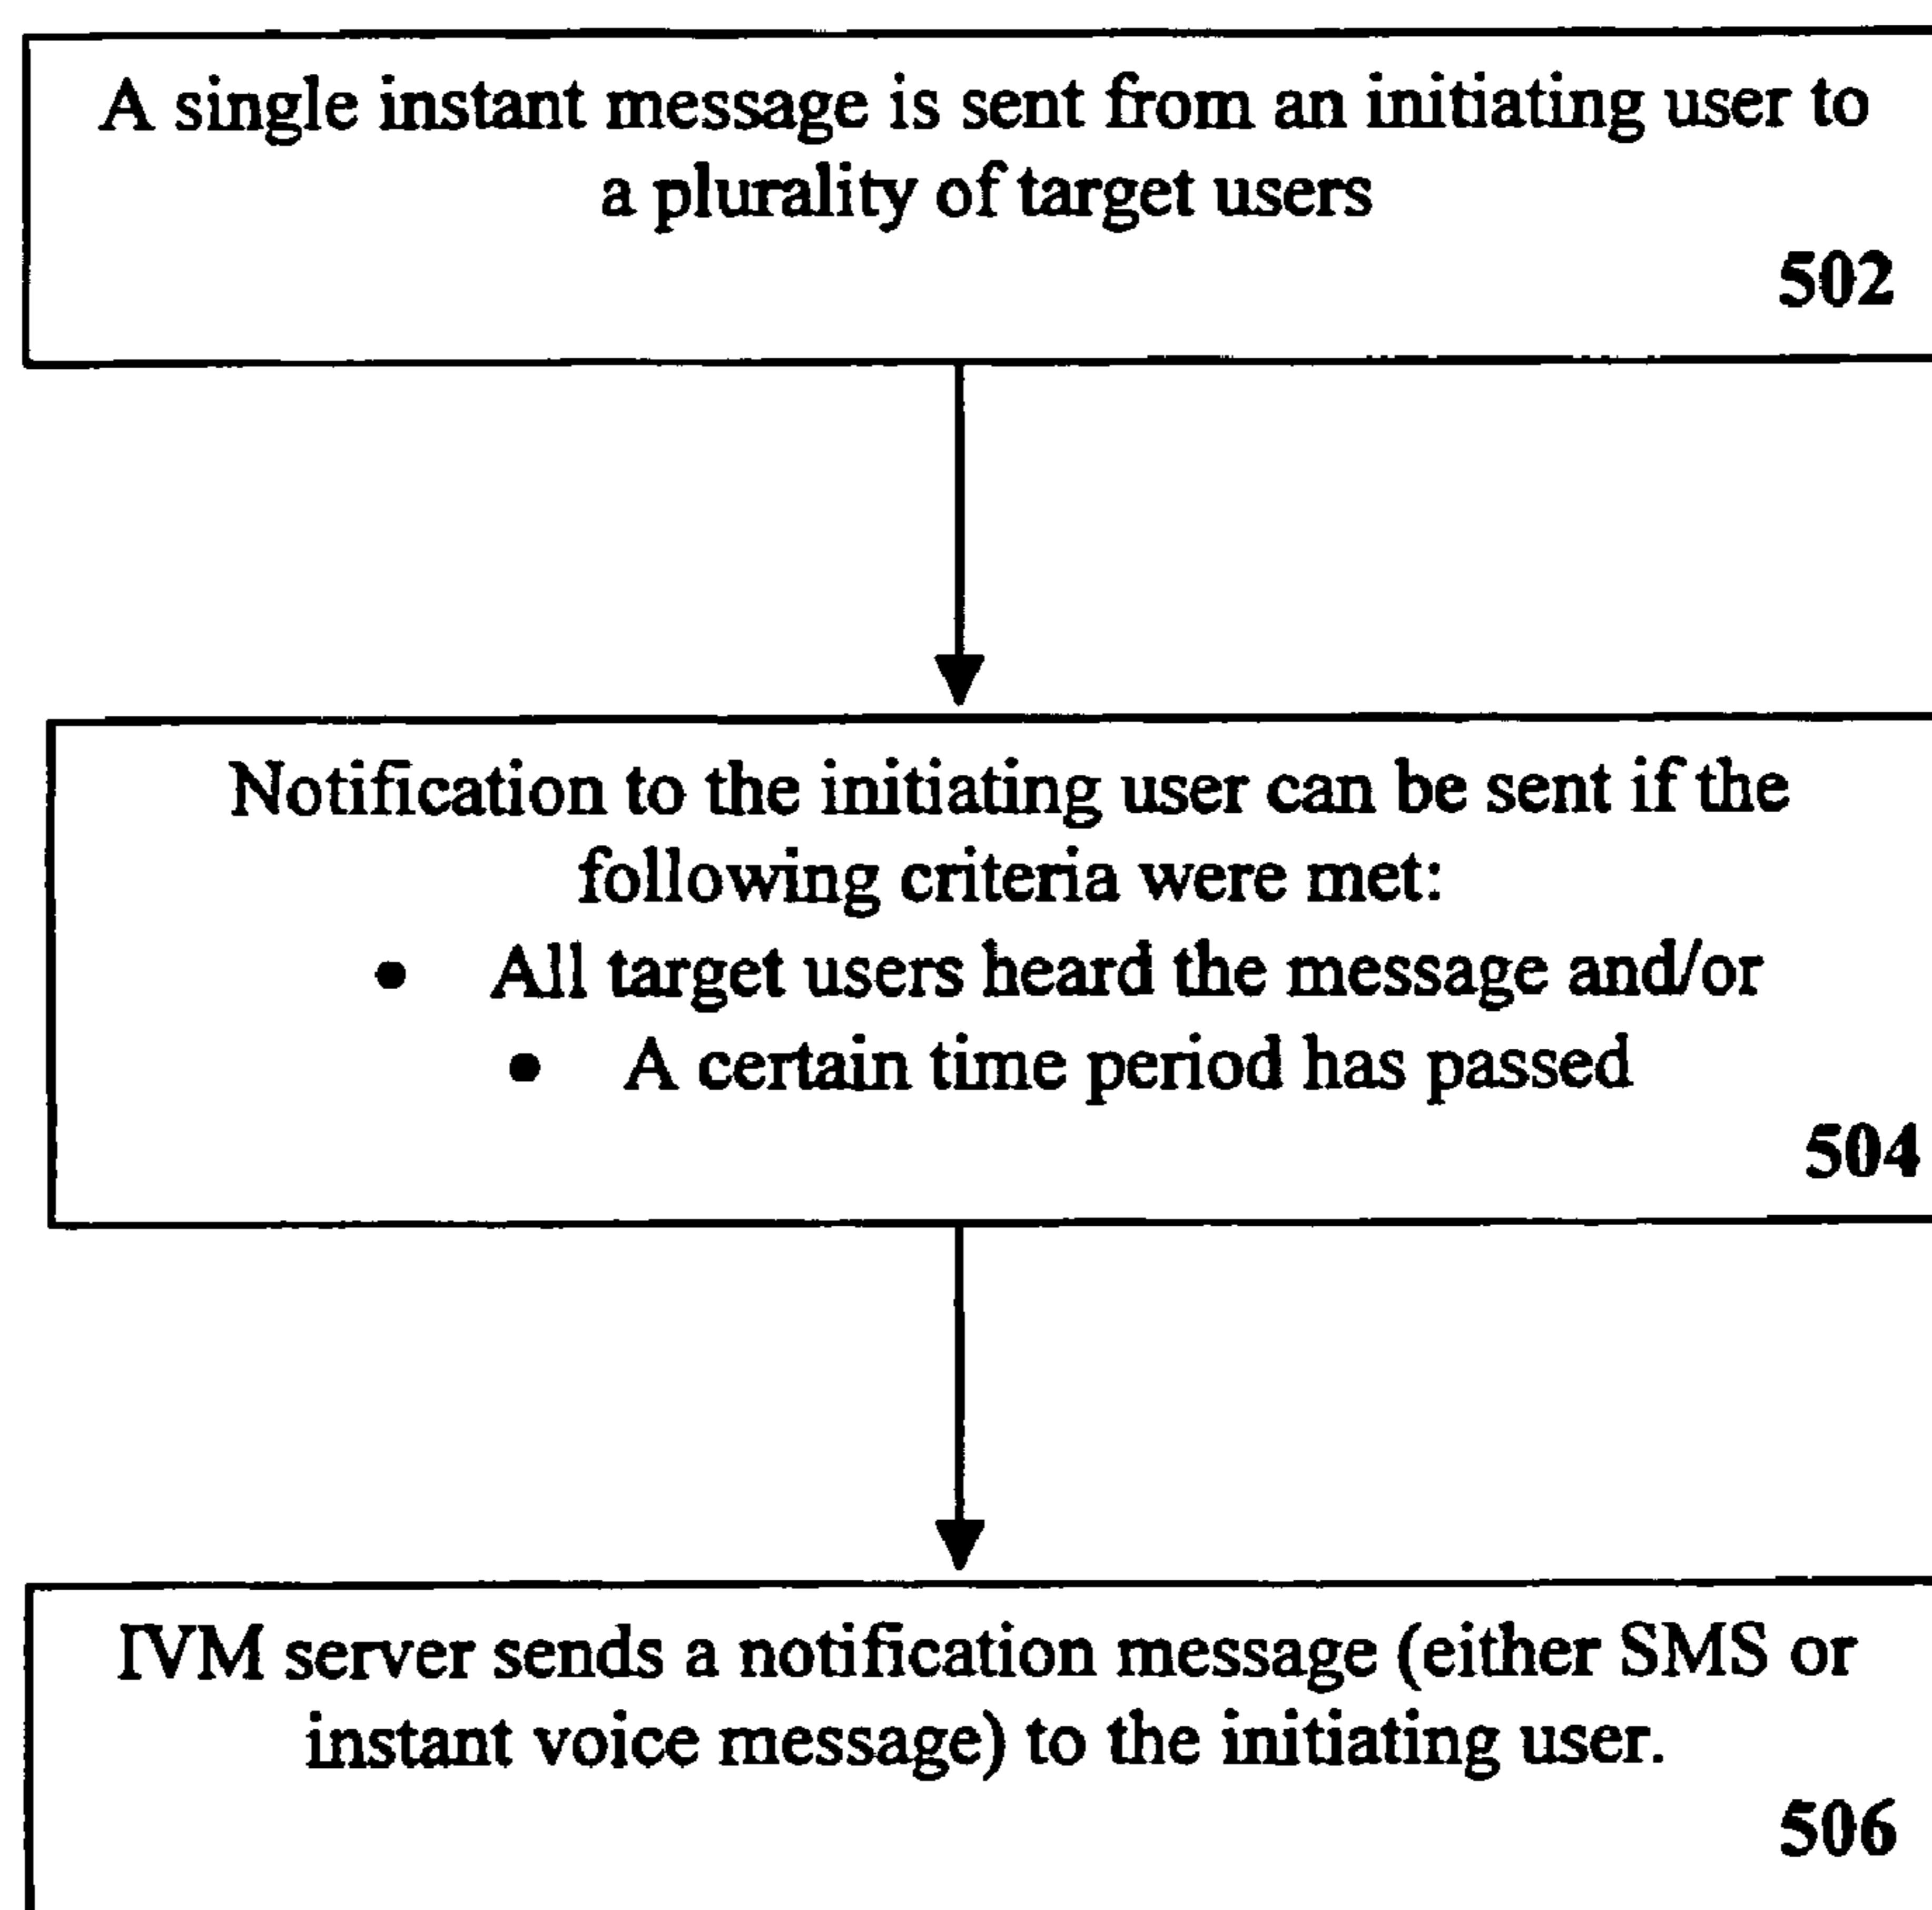 A single instant message is sent from an initiating user to
a plurality of target users
502
Notification to the initiating user can be sent if the
following criteria were met:
• All target users heard the message and/or
• A certain time period has passed
504
IVM server sends a notification message (either SMS or
instant voice message) to the initiating user.
506